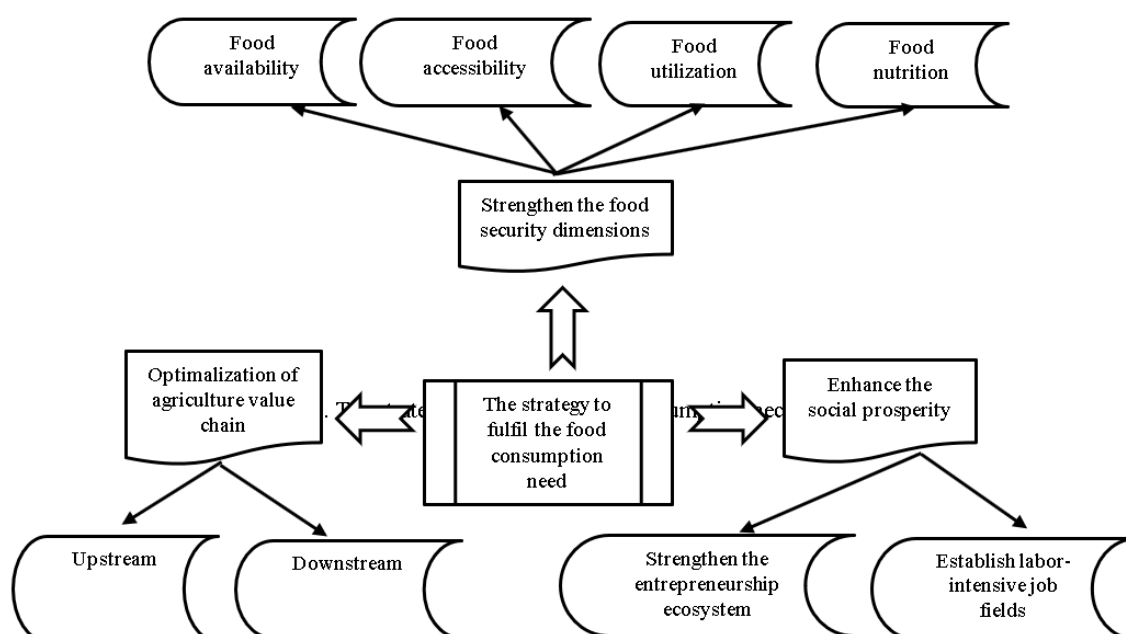 Food
availability
Food
accessibility
Food
utilization
Food
nutrition
Strengthen the food
security dimensions
Optimalization of
agriculture value
chain
The strategy to
fulfil the food
consumption
need
Enhance the
social prosperity
Upstream
Downstream
Strengthen the
entrepreneurship
ecosystem
Establish labor-
intensive job
fields